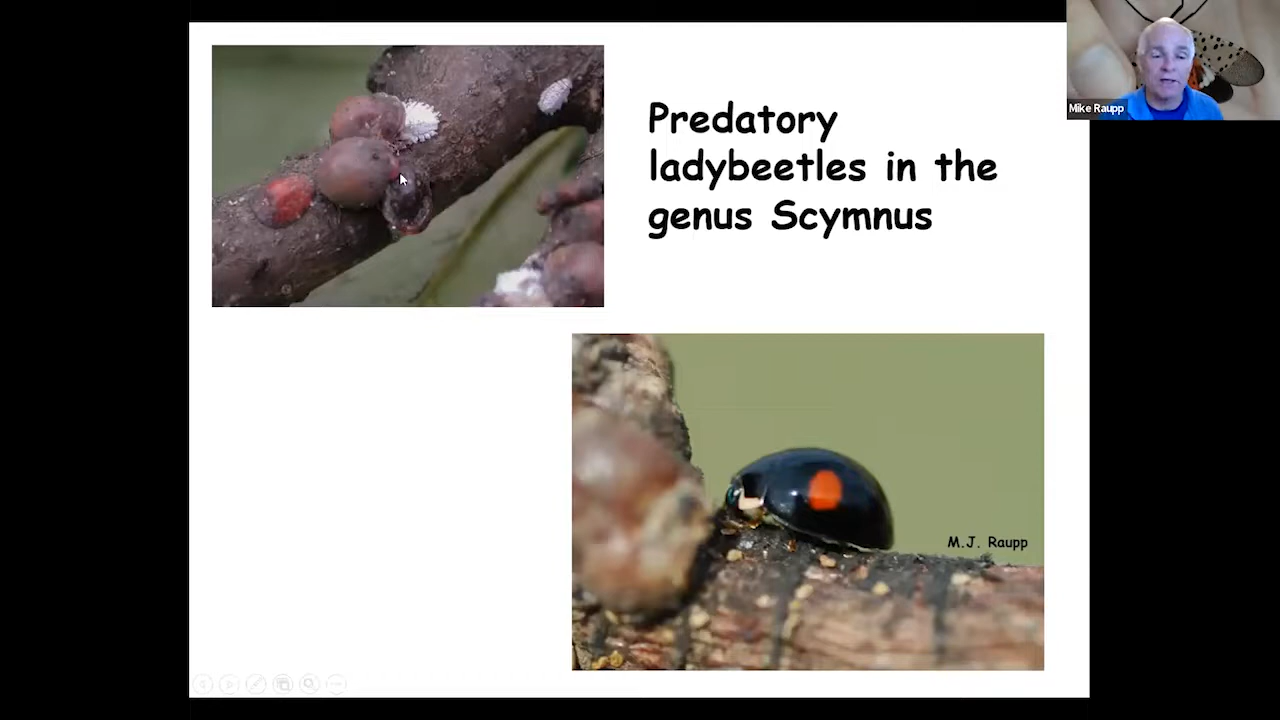 Predatory
ladybeetles in the
genus Scymnus
Mike Raupp
M.J. Raupp